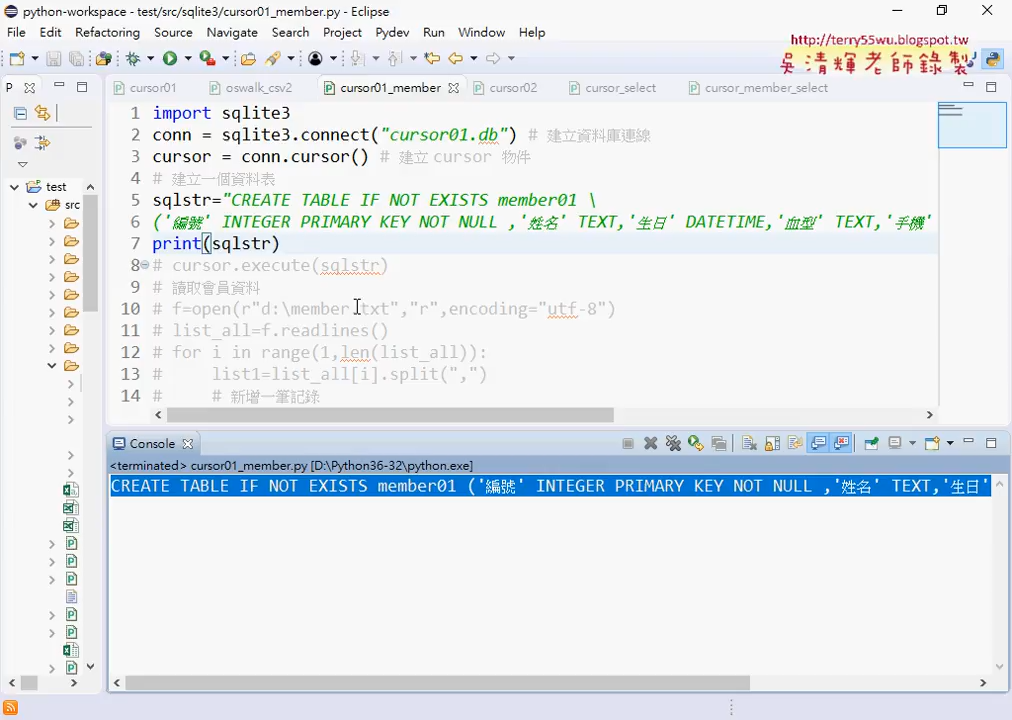 python-workspace - test/src/sqlite3/cursor01_member.py - Eclipse
File Edit Refactoring Source Navigate Search Project Pydev Run Window Help
http://terry55wu.blogspot.tw
吳清輝老師錄製
P
cursor01 oswalk_csv2 cursor01_member cursor02 cursor_select cursor_member_select
test
src
1 import sqlite3
2 conn = sqlite3.connect("cursor01.db") # 建立資料庫連線
3 cursor = conn.cursor() # 建立 cursor 物件
4 # 建立一個資料表
5 sqlstr="CREATE TABLE IF NOT EXISTS member01 \
6 ('編號' INTEGER PRIMARY KEY NOT NULL ,'姓名' TEXT,'生日' DATETIME,'血型' TEXT,'手機'
7 print(sqlstr)
8 # cursor.execute(sqlstr)
9 # 讀取會員資料
10 # f=open(r"d:\member.txt","r",encoding="utf-8")
11 # list_all=f.readlines()
12 # for i in range(1,len(list_all)):
13 #     list1=list_all[i].split(",")
14 #     # 新增一筆記錄
Console
<terminated> cursor01_member.py [D:\Python36-32\python.exe]
CREATE TABLE IF NOT EXISTS member01 ('編號' INTEGER PRIMARY KEY NOT NULL ,'姓名' TEXT,'生日'